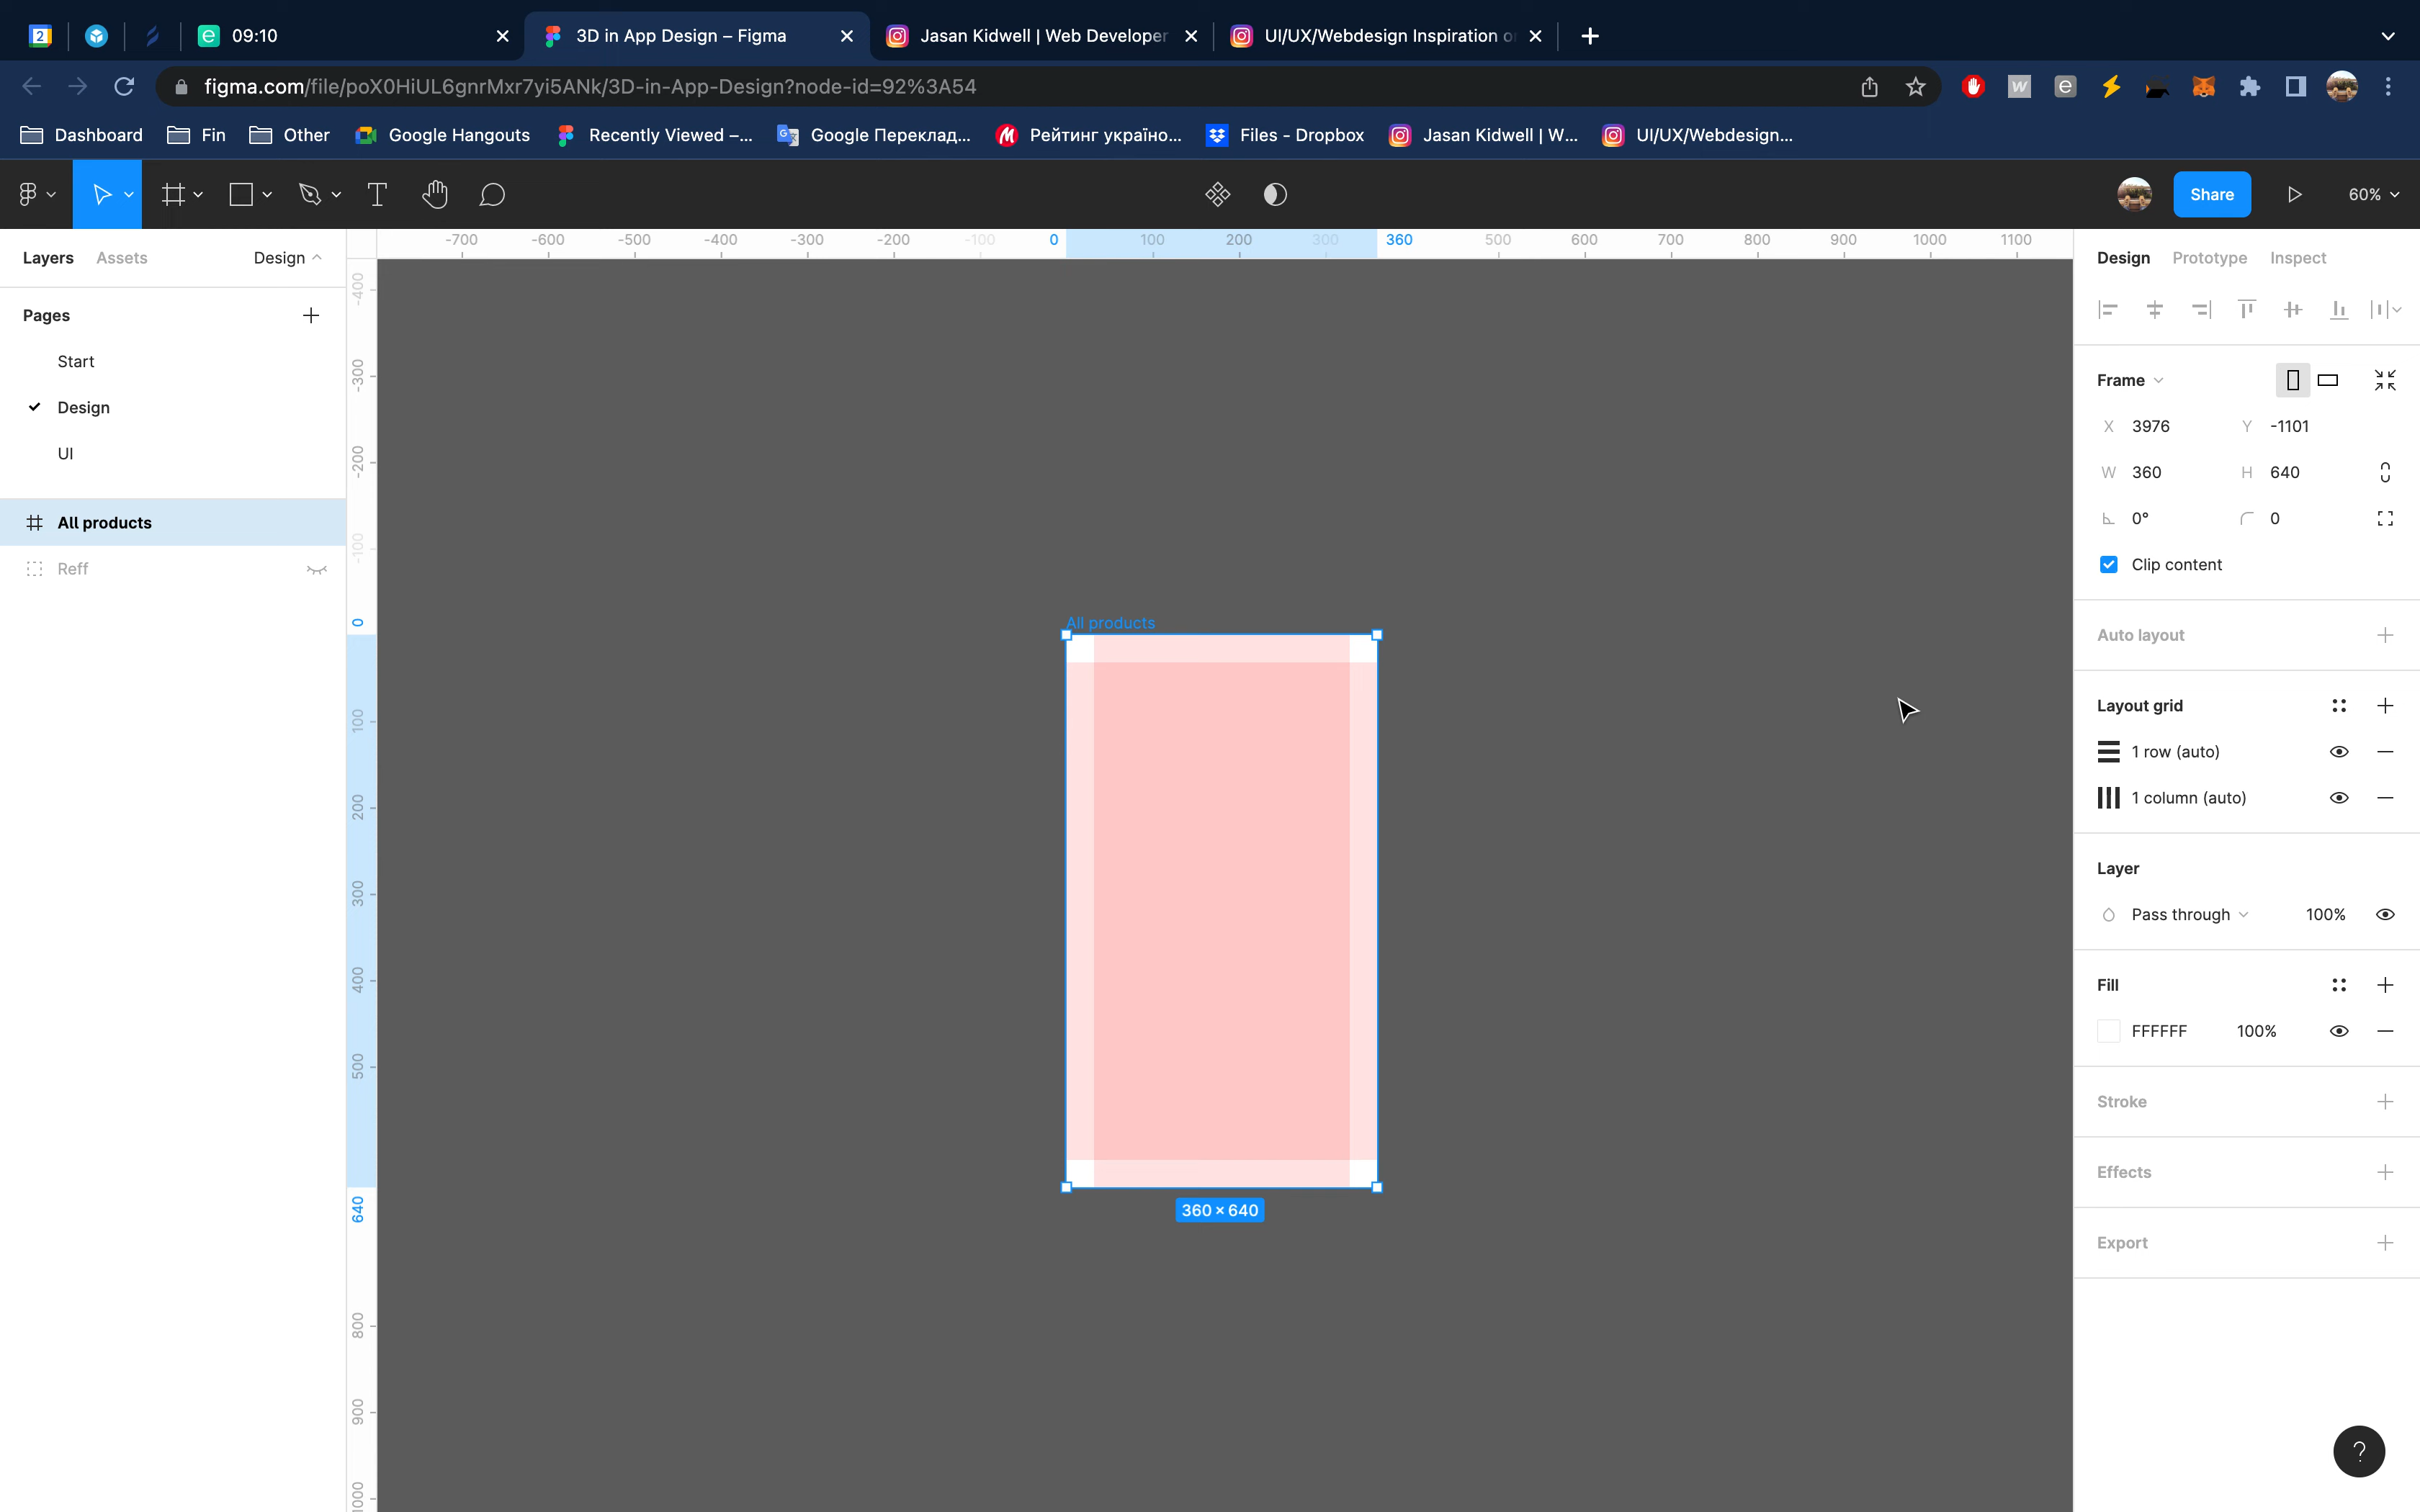 2
09:10
3D in App Design – Figma
Jasan Kidwell | Web Developer
UI/UX/Webdesign Inspiration o
figma.com/file/poX0HiUL6gnrMxr7yi5ANk/3D-in-App-Design?node-id=92%3A54
Dashboard
Fin
Other
Google Hangouts
Recently Viewed –...
Google Переклад...
Рейтинг україно...
Files - Dropbox
Jasan Kidwell | W...
UI/UX/Webdesign...
Share
60%
Layers
Assets
Design
Pages
Start
Design
UI
All products
Reff
-700 -600 -500 -400 -300 -200 -100 0 100 200 300 360 500 600 700 800 900 1000 1100
-400
-300
-200
-100
0
100
200
300
400
500
640
800
900
All products
360 × 640
Design
Prototype
Inspect
Frame
X 3976
Y -1101
W 360
H 640
0°
0
Clip content
Auto layout
Layout grid
1 row (auto)
1 column (auto)
Layer
Pass through
100%
Fill
FFFFFF
100%
Stroke
Effects
Export
?